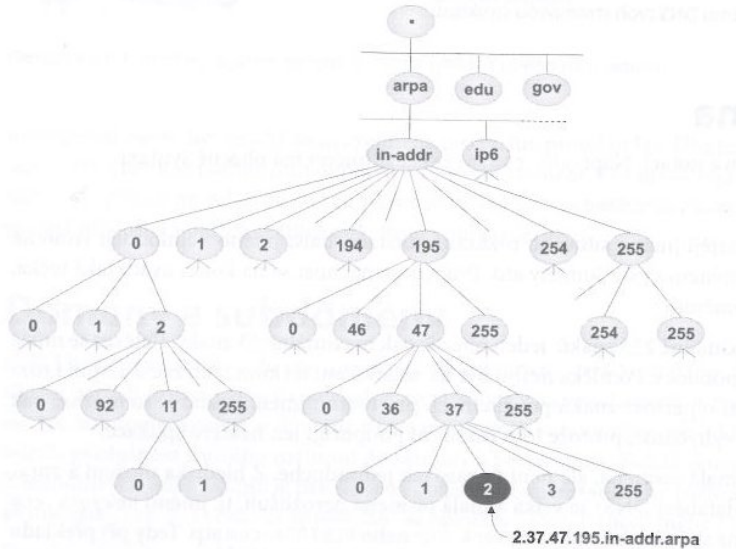 .
arpa edu gov
in-addr ip6
0 1 2 194 195 254 255
0 1 2 0 46 47 255 254 255
0 92 11 255 0 36 37 255
0 1 0 1 2 3 255
2.37.47.195.in-addr.arpa